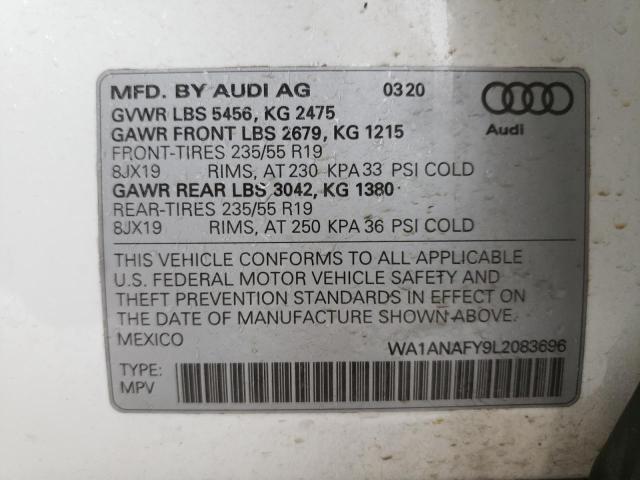 MFD. BY AUDI AG 0320
GVWR LBS 5456, KG 2475
GAWR FRONT LBS 2679, KG 1215
FRONT-TIRES 235/55 R19
8JX19 RIMS, AT 230 KPA 33 PSI COLD
GAWR REAR LBS 3042, KG 1380
REAR-TIRES 235/55 R19
8JX19 RIMS, AT 250 KPA 36 PSI COLD
Audi
THIS VEHICLE CONFORMS TO ALL APPLICABLE
U.S. FEDERAL MOTOR VEHICLE SAFETY AND
THEFT PREVENTION STANDARDS IN EFFECT ON
THE DATE OF MANUFACTURE SHOWN ABOVE.
MEXICO WA1ANAFY9L2083696
TYPE:
MPV